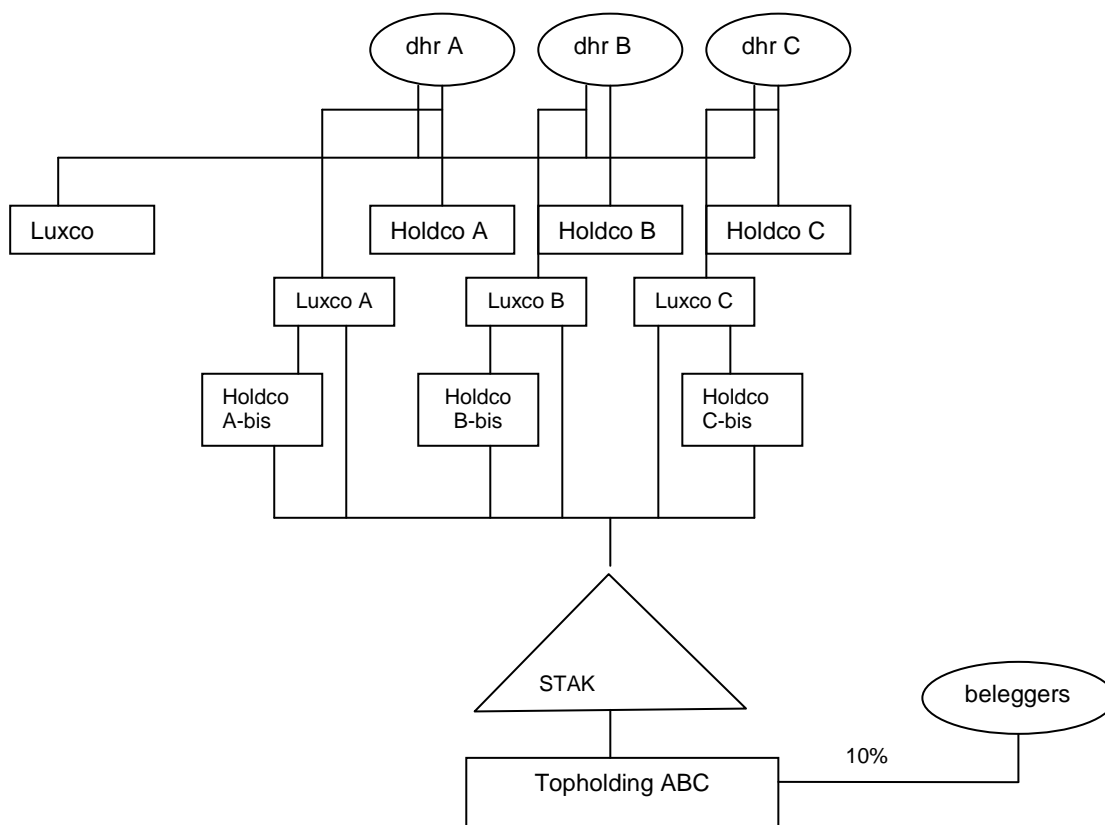 dhr A
dhr B
dhr C
Luxco
Holdco A
Holdco B
Holdco C
Luxco A
Luxco B
Luxco C
Holdco
A-bis
Holdco
B-bis
Holdco
C-bis
STAK
beleggers
10%
Topholding ABC